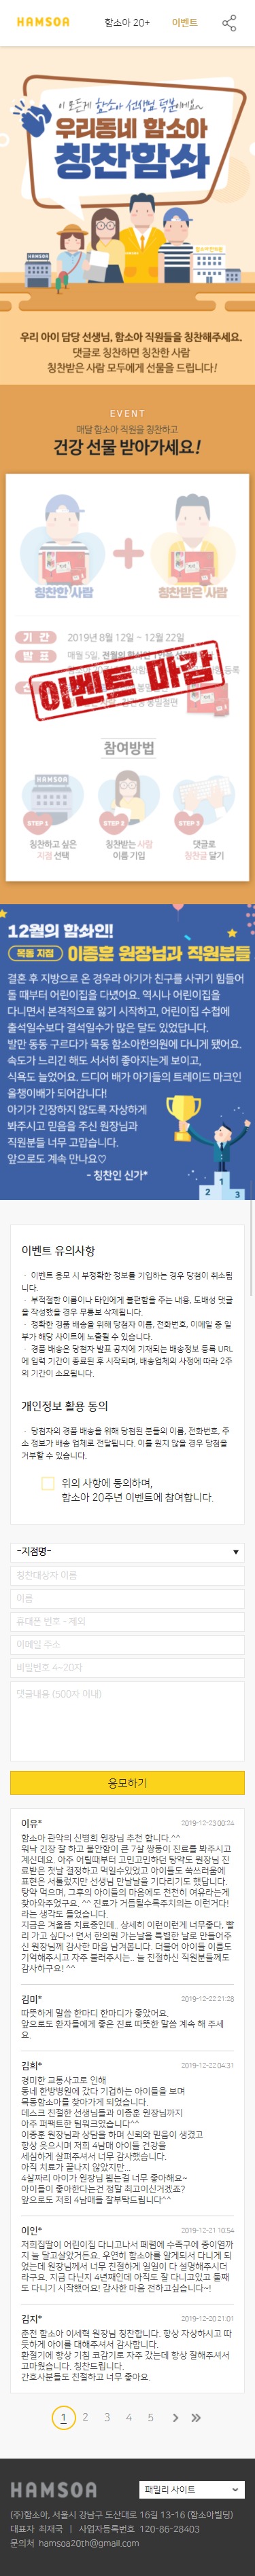 HAMSOA
함소아 20+
이벤트
이 모든게 함소아 선생님 덕분이에요~
우리동네 함소아
칭찬함솨
HAMSOA
우리 아이 담당 선생님, 함소아 직원들을 칭찬해주세요.
댓글로 칭찬하면 칭찬한 사람
칭찬받은 사람 모두에게 선물을 드립니다!
EVENT
매달 함소아 직원을 칭찬하고
건강 선물 받아가세요!
칭찬한 사람
칭찬받은 사람
기 간
2019년 8월 12일 ~ 12월 22일
발 표
매월 5일,
이벤트 마감
참여방법
HAMSOA
STEP 1
STEP 2
STEP 3
칭찬하고 싶은
지점 선택
칭찬받는 사람
이름 기입
댓글로
칭찬글 달기
12월의 함솨인!
목동 지점 이종훈 원장님과 직원분들
결혼 후 지방으로 온 경우라 아기가 친구를 사귀기 힘들어
돌 때부터 어린이집을 다녔어요. 역시나 어린이집을
다니면서 본격적으로 앓기 시작하고, 어린이집 수첩에
출석일수보다 결석일수가 많은 달도 있었답니다.
발만 동동 구르다가 목동 함소아한의원에 다니게 됐어요.
속도가 느리긴 해도 서서히 좋아지는게 보이고,
식욕도 늘었어요. 드디어 배가 아기들의 트레이드 마크인
올챙이배가 되어갑니다!
아기가 긴장하지 않도록 자상하게
봐주시고 믿음을 주신 원장님과
직원분들 너무 고맙습니다.
앞으로도 계속 만나요♡
- 칭찬인 신가*
1
2
3
이벤트 유의사항
· 이벤트 응모 시 부정확한 정보를 기입하는 경우 당첨이 취소됩
니다.
· 부적절한 이름이나 타인에게 불편함을 주는 내용, 도배성 댓글
을 작성했을 경우 무통보 삭제됩니다.
· 정확한 경품 배송을 위해 당첨자 이름, 전화번호, 이메일 중 일
부가 해당 사이트에 노출될 수 있습니다.
· 경품 배송은 당첨자 발표 공지에 기재되는 배송정보 등록 URL
에 입력 기간이 종료된 후 시작되며, 배송업체의 사정에 따라 2주
의 기간이 소요됩니다.
개인정보 활용 동의
· 당첨자의 경품 배송을 위해 당첨된 분들의 이름, 전화번호, 주
소 정보가 배송 업체로 전달됩니다. 이를 원치 않을 경우 당첨을
거부할 수 있습니다.
위의 사항에 동의하며,
함소아 20주년 이벤트에 참여합니다.
-지점명-
칭찬대상자 이름
이름
휴대폰 번호 - 제외
이메일 주소
비밀번호 4~20자
댓글내용 (500자 이내)
응모하기
이유*
2019-12-23 00:24
함소아 관악의 신병희 원장님 추천 합니다.^^
워낙 긴장 잘 하고 불안함이 큰 7살 쌍둥이 진료를 봐주시고
계신데요. 아주 어릴때부터 고민고민하던 탕약도 원장님 진
료받은 첫날 결정하고 먹일수있었고 아이들도 쑥쓰러움에
표현은 서툴렀지만 선생님 만날날을 기다리기도 했답니다.
탕약 먹으며, 그후의 아이들의 마음에도 천천히 여유라는게
찾아와주었구요. ^^ 진료가 거듭될수록주치의는 이런거다!
라는 생각도 들었습니다.
지금은 겨울뜸 치료중인데.. 상세히 이런이런게 너무좋다, 빨
리 가고 싶다~! 면서 한의원 가는날을 특별한 날로 만들어주
신 원장님께 감사한 마음 남겨봅니다. 더불어 아이들 이름도
기억해주시고 자주 불러주시는.. 늘 친절하신 직원분들께도
감사하구요! ^^
김미*
2019-12-22 21:28
따뜻하게 말씀 한마디 한마디가 좋았어요.
앞으로도 환자들에게 좋은 진료 따뜻한 말씀 계속 해 주세
요.
김희*
2019-12-22 04:31
경미한 교통사고로 인해
동네 한방병원에 갔다 기겁하는 아이들을 보며
목동함소아를 찾아가게 되었습니다.
데스크 친절한 선생님들과 이종훈 원장님까지
아주 퍼팩트한 팀워크였습니다^^
이종훈 원장님과 상담을 하며 신뢰와 믿음이 생겼고
항상 웃으시며 저희 4남매 아이들 건강을
세심하게 살펴주셔서 너무 감사했습니다.
아직 치료가 끝나지 않았지만...
4살짜리 아이가 원장님 뵙는걸 너무 좋아해요~
아이들이 좋아한다는건 정말 최고이신거겠죠?
앞으로도 저희 4남매들 잘부탁드립니다^^
이인*
2019-12-21 10:54
저희집딸이 어린이집 다니고나서 폐렴에 수족구에 중이염까
지 늘 달고살았거든요. 우연히 함소아를 알게되서 다니게 되
었는데 원장님께서 너무 친절하게 일일이 다 설명해주시더
라구요. 지금 다닌지 4년째인데 아직도 잘 다니고있고 둘째
도 다니기 시작했어요! 감사한 마음 전하고싶습니다~!
김지*
2019-12-20 21:01
춘천 함소아 이세혁 원장님 칭찬합니다. 항상 자상하시고 따
뜻하게 아이를 대해주셔서 감사합니다.
환절기에 항상 기침 코감기로 자주 갔는데 항상 잘해주셔서
고마웠습니다. 칭찬드립니다.
간호사분들도 친절하고 너무 좋아요.
1 2 3 4 5 > »
HAMSOA
패밀리 사이트
(주)함소아, 서울시 강남구 도산대로 16길 13-16 (함소아빌딩)
대표자 최재국 | 사업자등록번호 120-86-28403
문의처 hamsoa20th@gmail.com